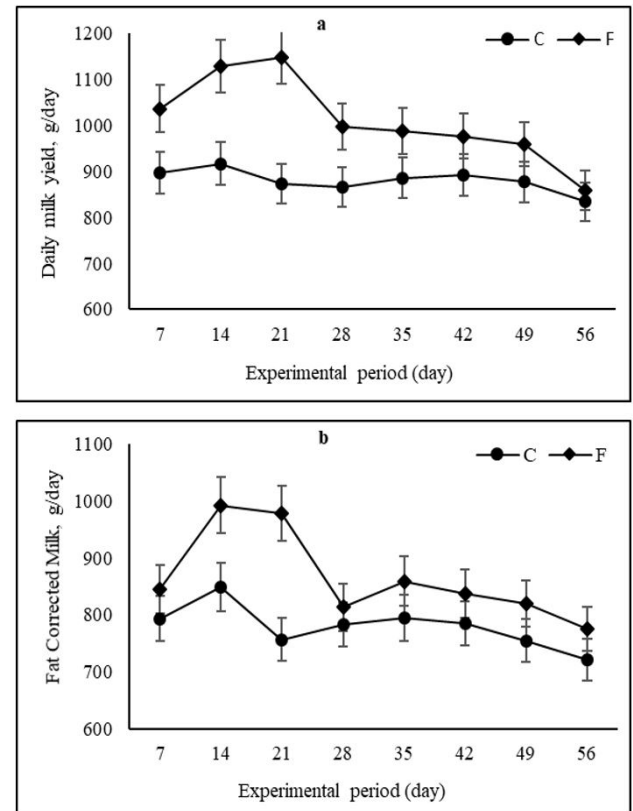 a
C F
Daily milk yield, g/day
1200
1100
1000
900
800
700
600
7 14 21 28 35 42 49 56
Experimental period (day)
b
C F
Fat Corrected Milk, g/day
1100
1000
900
800
700
600
7 14 21 28 35 42 49 56
Experimental period (day)